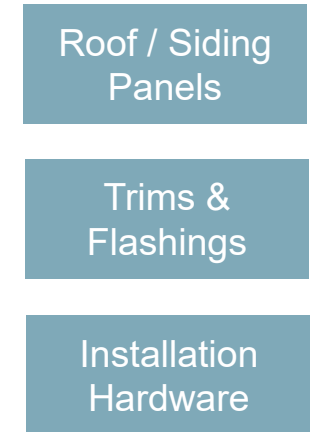 Roof / Siding
Panels
Trims &
Flashings
Installation
Hardware